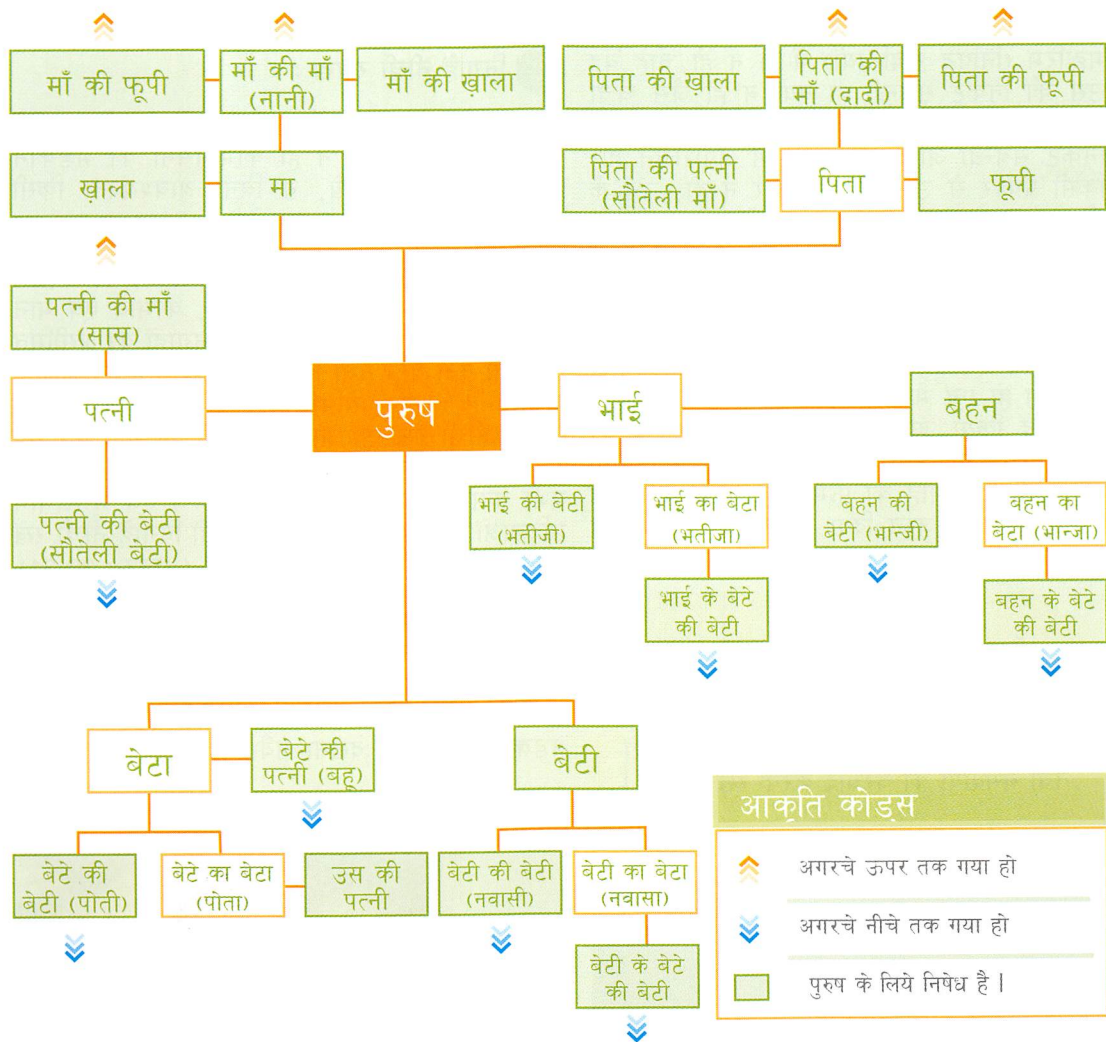 माँ की फूपी
माँ की माँ
(नानी)
माँ की ख़ाला
पिता की ख़ाला
पिता की
माँ (दादी)
पिता की फूपी
ख़ाला
मा
पिता की पत्नी
(सौतेली माँ)
पिता
फूपी
पत्नी की माँ
(सास)
पत्नी
पुरुष
भाई
बहन
पत्नी की बेटी
(सौतेली बेटी)
भाई की बेटी
(भतीजी)
भाई का बेटा
(भतीजा)
बहन की
बेटी (भान्जी)
बहन का
बेटा (भान्जा)
भाई के बेटे
की बेटी
बहन के बेटे
की बेटी
बेटा
बेटे की
पत्नी (बहू)
बेटी
बेटे की
बेटी (पोती)
बेटे का बेटा
(पोता)
उस की
पत्नी
बेटी की बेटी
(नवासी)
बेटी का बेटा
(नवासा)
बेटी के बेटे
की बेटी
आकृति कोड्स
अगरचे ऊपर तक गया हो
अगरचे नीचे तक गया हो
पुरुष के लिये निषेध है |